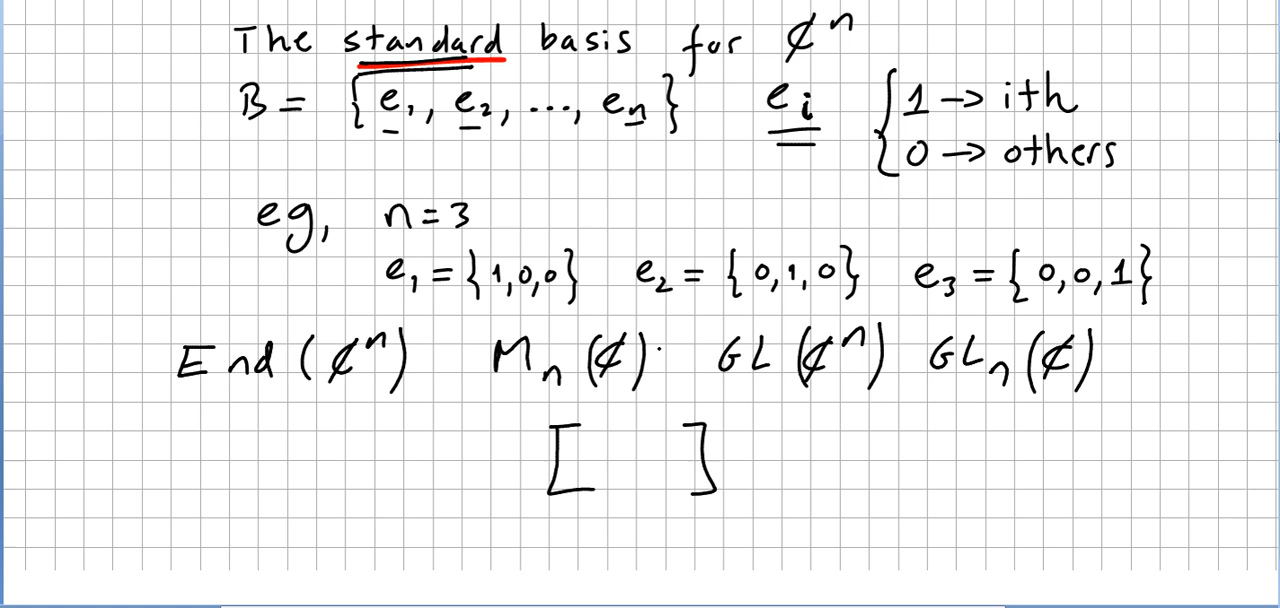 The standard basis for ℂⁿ
B = {e₁, e₂, ..., eₙ} eᵢ {1 → ith
0 → others
eg, n=3
e₁ = {1,0,0} e₂ = {0,1,0} e₃ = {0,0,1}
End(ℂⁿ) Mₙ(ℂ) GL(ℂⁿ) GLₙ(ℂ)
[ ]